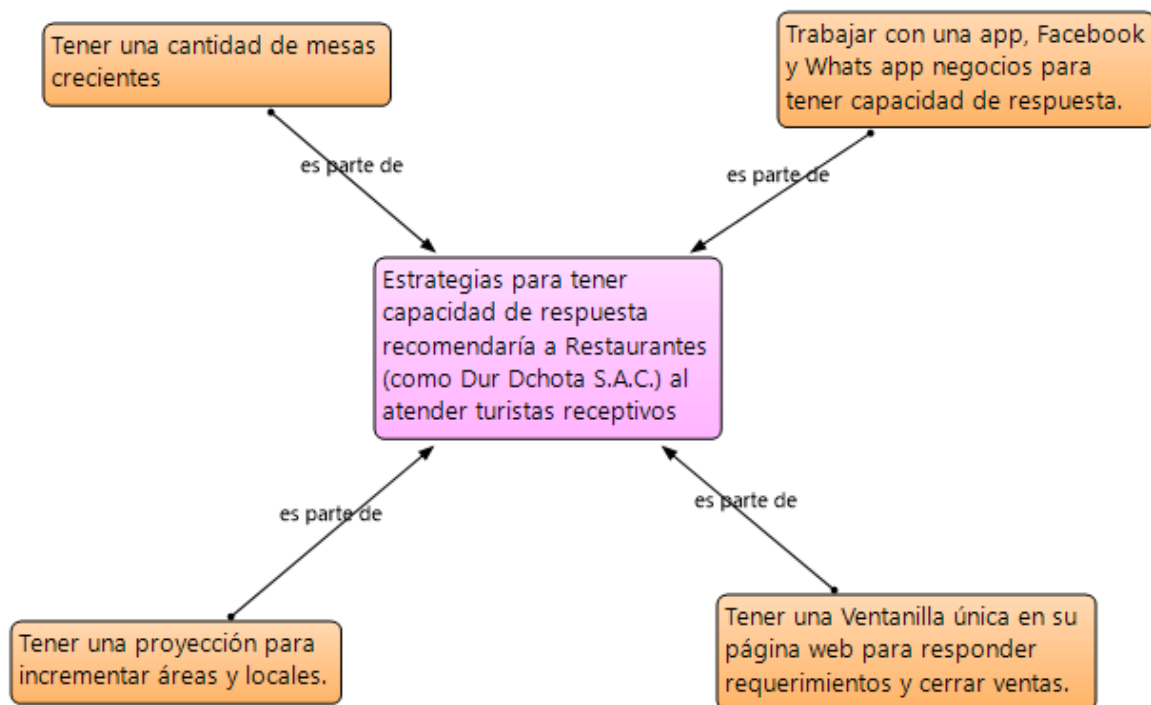 Tener una cantidad de mesas
crecientes
Trabajar con una app, Facebook
y Whats app negocios para
tener capacidad de respuesta.
es parte de
es parte de
Estrategias para tener
capacidad de respuesta
recomendaría a Restaurantes
(como Dur Dchota S.A.C.) al
atender turistas receptivos
es parte de
es parte de
Tener una proyección para
incrementar áreas y locales.
Tener una Ventanilla única en su
página web para responder
requerimientos y cerrar ventas.